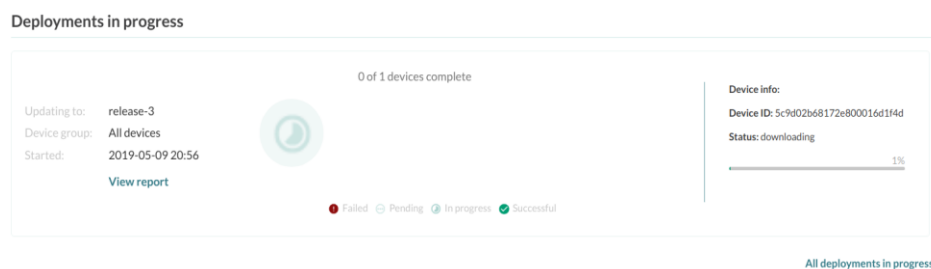 Deployments in progress
0 of 1 devices complete
Updating to: release-3
Device group: All devices
Started: 2019-05-09 20:56
View report
Failed Pending In progress Successful
Device info:
Device ID: 5c9d02b68172e800016d1f4d
Status: downloading
1%
All deployments in progress